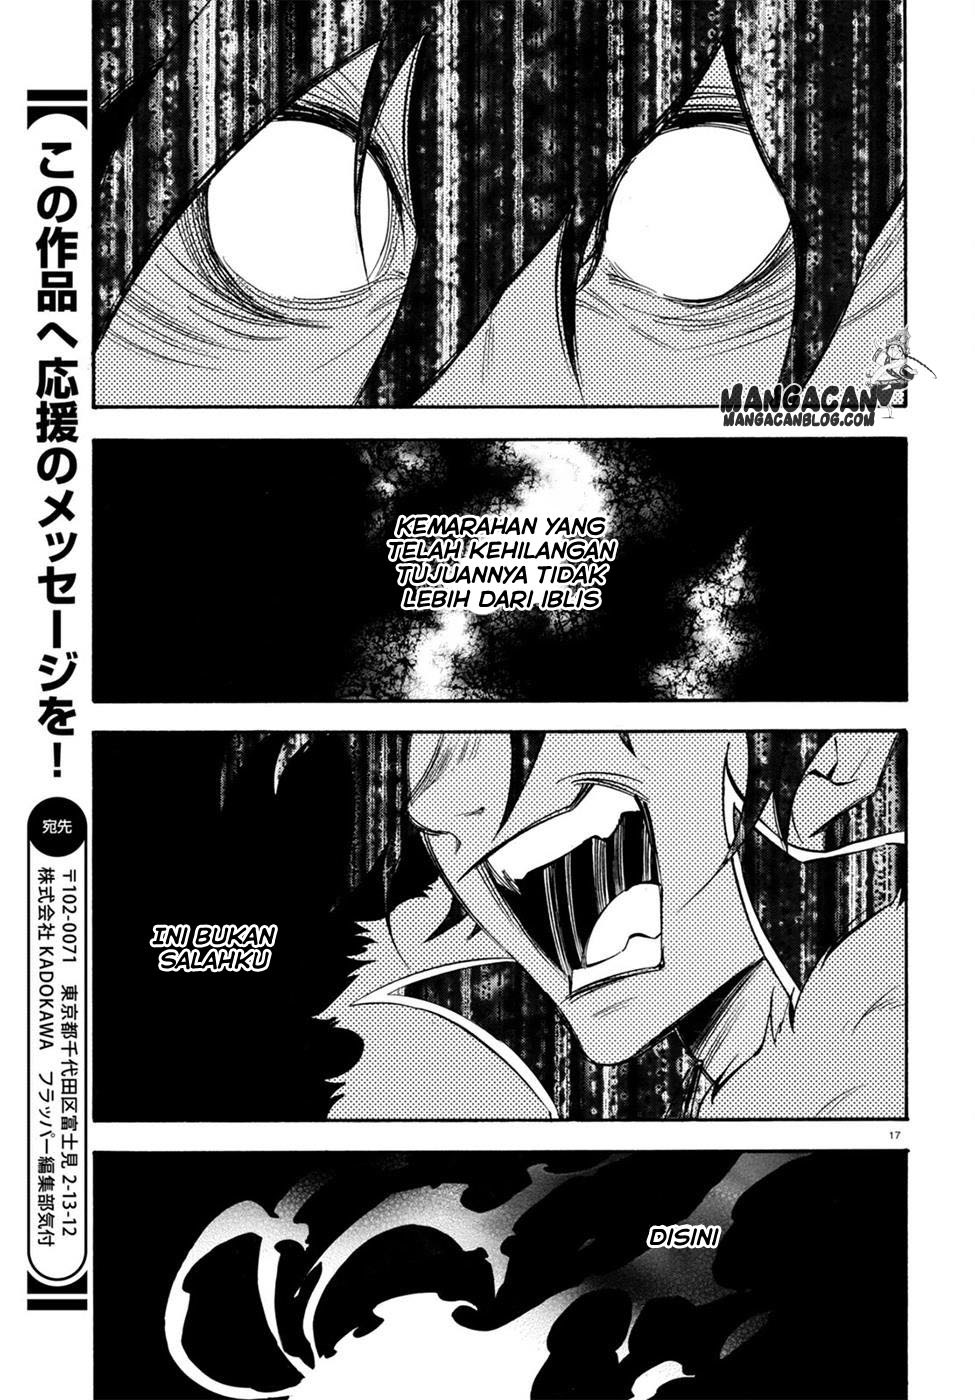 この作品へ応援のメッセージを!
宛先
〒102-0071 東京都千代田区富士見 2-13-12
株式会社 KADOKAWA フラッパー編集部気付
MANGACAN
MANGACANBLOG.COM
KEMARAHAN YANG
TELAH KEHILANGAN
TUJUANNYA TIDAK
LEBIH DARI IBLIS
INI BUKAN
SALAHKU
17
DISINI